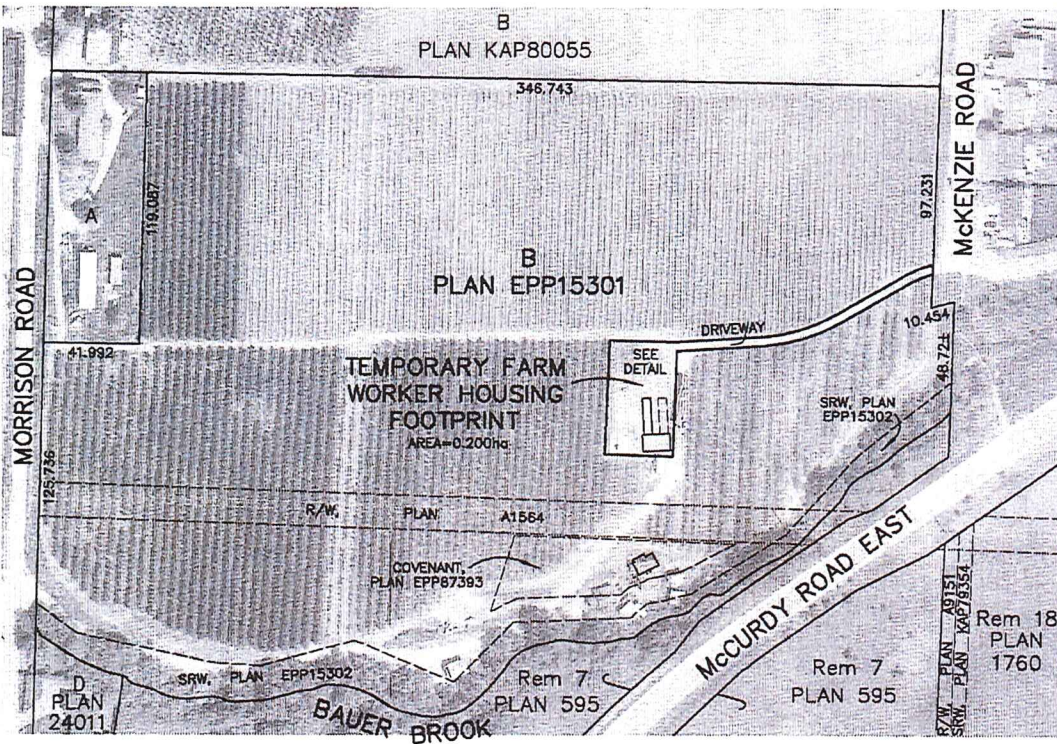 B
PLAN KAP80055
346.743
McKENZIE ROAD
97.231
A
119.087
B
PLAN EPP15301
MORRISON ROAD
41.992
DRIVEWAY
10.454
48.72±
SEE
DETAIL
TEMPORARY FARM
WORKER HOUSING
FOOTPRINT
AREA=0.200ha
SRW, PLAN
EPP15302
125.736
R/W, PLAN A1564
COVENANT,
PLAN EPP87393
McCURDY ROAD EAST
SRW, PLAN EPP15302
BAUER BROOK
D
PLAN
24011
Rem 7
PLAN 595
Rem 7
PLAN 595
R/W PLAN A9151
SRW, PLAN KAP79354
Rem 18
PLAN
1760